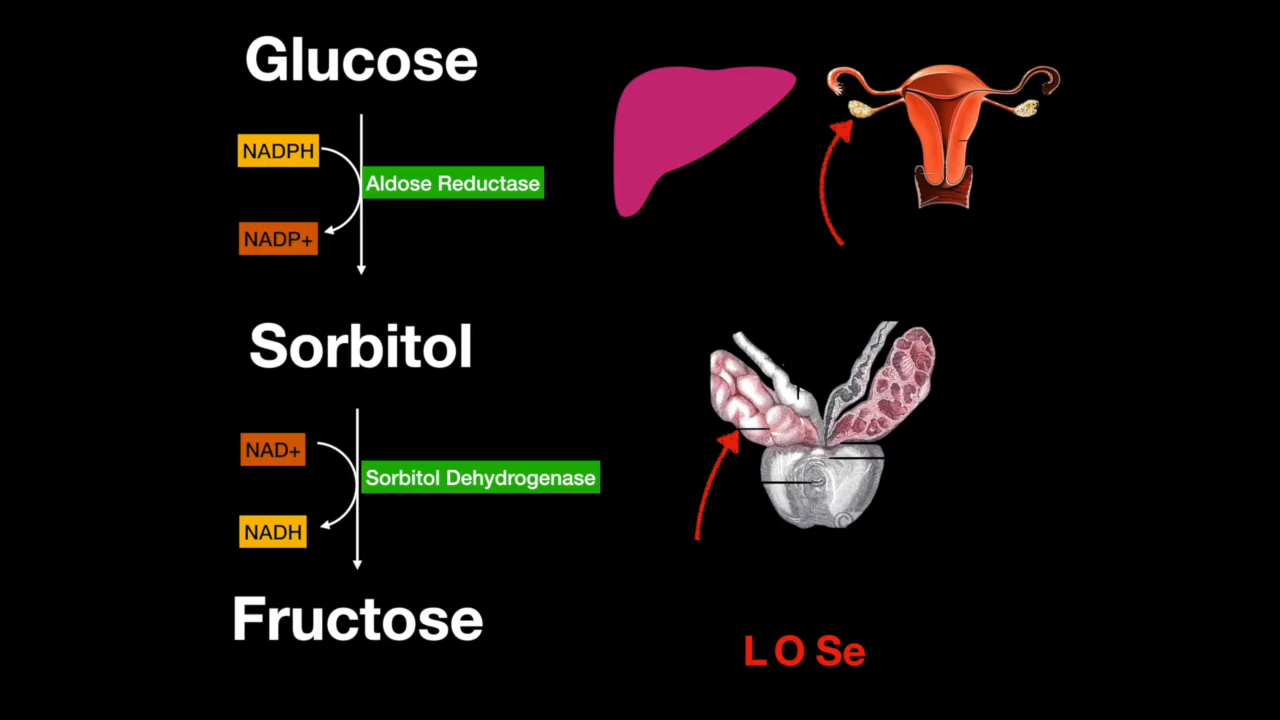 Glucose
NADPH
Aldose Reductase
NADP+
Sorbitol
NAD+
Sorbitol Dehydrogenase
NADH
Fructose
L O Se